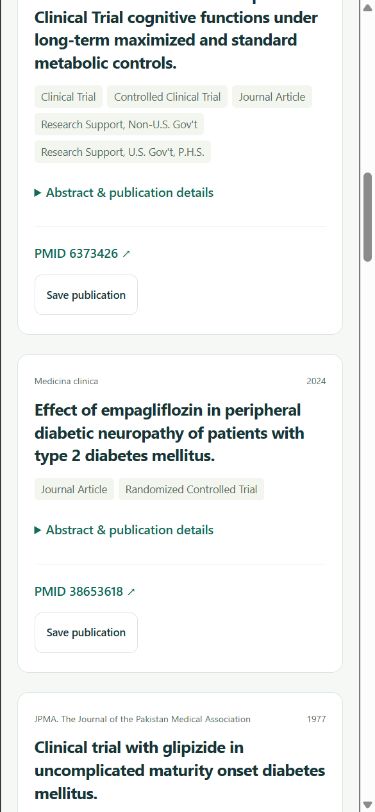 Clinical Trial cognitive functions under
long-term maximized and standard
metabolic controls.
Clinical Trial
Controlled Clinical Trial
Journal Article
Research Support, Non-U.S. Gov't
Research Support, U.S. Gov't, P.H.S.
▶ Abstract & publication details
PMID 6373426 ↗
Save publication
Medicina clinica
2024
Effect of empagliflozin in peripheral
diabetic neuropathy of patients with
type 2 diabetes mellitus.
Journal Article
Randomized Controlled Trial
▶ Abstract & publication details
PMID 38653618 ↗
Save publication
JPMA. The Journal of the Pakistan Medical Association
1977
Clinical trial with glipizide in
uncomplicated maturity onset diabetes
mellitus.